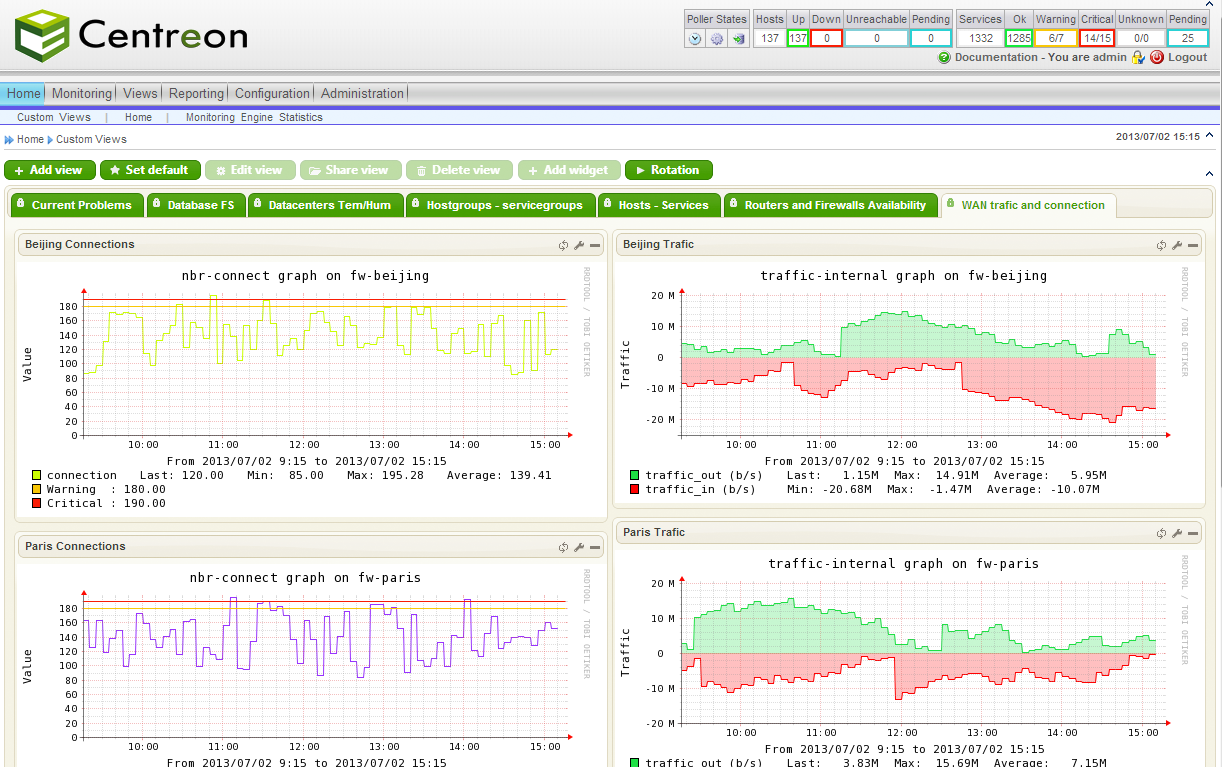 Centreon
Poller States Hosts Up Down Unreachable Pending Services Ok Warning Critical Unknown Pending
137 137 0 0 0 1332 1285 6/7 14/15 0/0 25
Documentation - You are admin Logout
Home Monitoring Views Reporting Configuration Administration
Custom Views | Home | Monitoring Engine Statistics
Home Custom Views 2013/07/02 15:15
Add view Set default Edit view Share view Delete view Add widget Rotation
Current Problems Database FS Datacenters Tem/Hum Hostgroups - servicegroups Hosts - Services Routers and Firewalls Availability WAN trafic and connection
Beijing Connections
nbr-connect graph on fw-beijing
RRDTOOL / TOBI OETIKER
Value
180
160
140
120
100
80
60
40
20
0
10:00 11:00 12:00 13:00 14:00 15:00
From 2013/07/02 9:15 to 2013/07/02 15:15
connection Last: 120.00 Min: 85.00 Max: 195.28 Average: 139.41
Warning : 180.00
Critical : 190.00
Beijing Trafic
traffic-internal graph on fw-beijing
RRDTOOL / TOBI OETIKER
Traffic
20 M
10 M
0
-10 M
-20 M
10:00 11:00 12:00 13:00 14:00 15:00
From 2013/07/02 9:15 to 2013/07/02 15:15
traffic_out (b/s) Last: 1.15M Max: 14.91M Average: 5.95M
traffic_in (b/s) Min: -20.68M Max: -1.47M Average: -10.07M
Paris Connections
nbr-connect graph on fw-paris
RRDTOOL / TOBI OETIKER
Value
180
160
140
120
100
80
60
40
20
0
10:00 11:00 12:00 13:00 14:00 15:00
From 2013/07/02 9:15 to 2013/07/02 15:15
Paris Trafic
traffic-internal graph on fw-paris
RRDTOOL / TOBI OETIKER
Traffic
20 M
10 M
0
-10 M
-20 M
10:00 11:00 12:00 13:00 14:00 15:00
From 2013/07/02 9:15 to 2013/07/02 15:15
traffic_out (b/s) Last: 3.83M Max: 15.69M Average: 7.15M